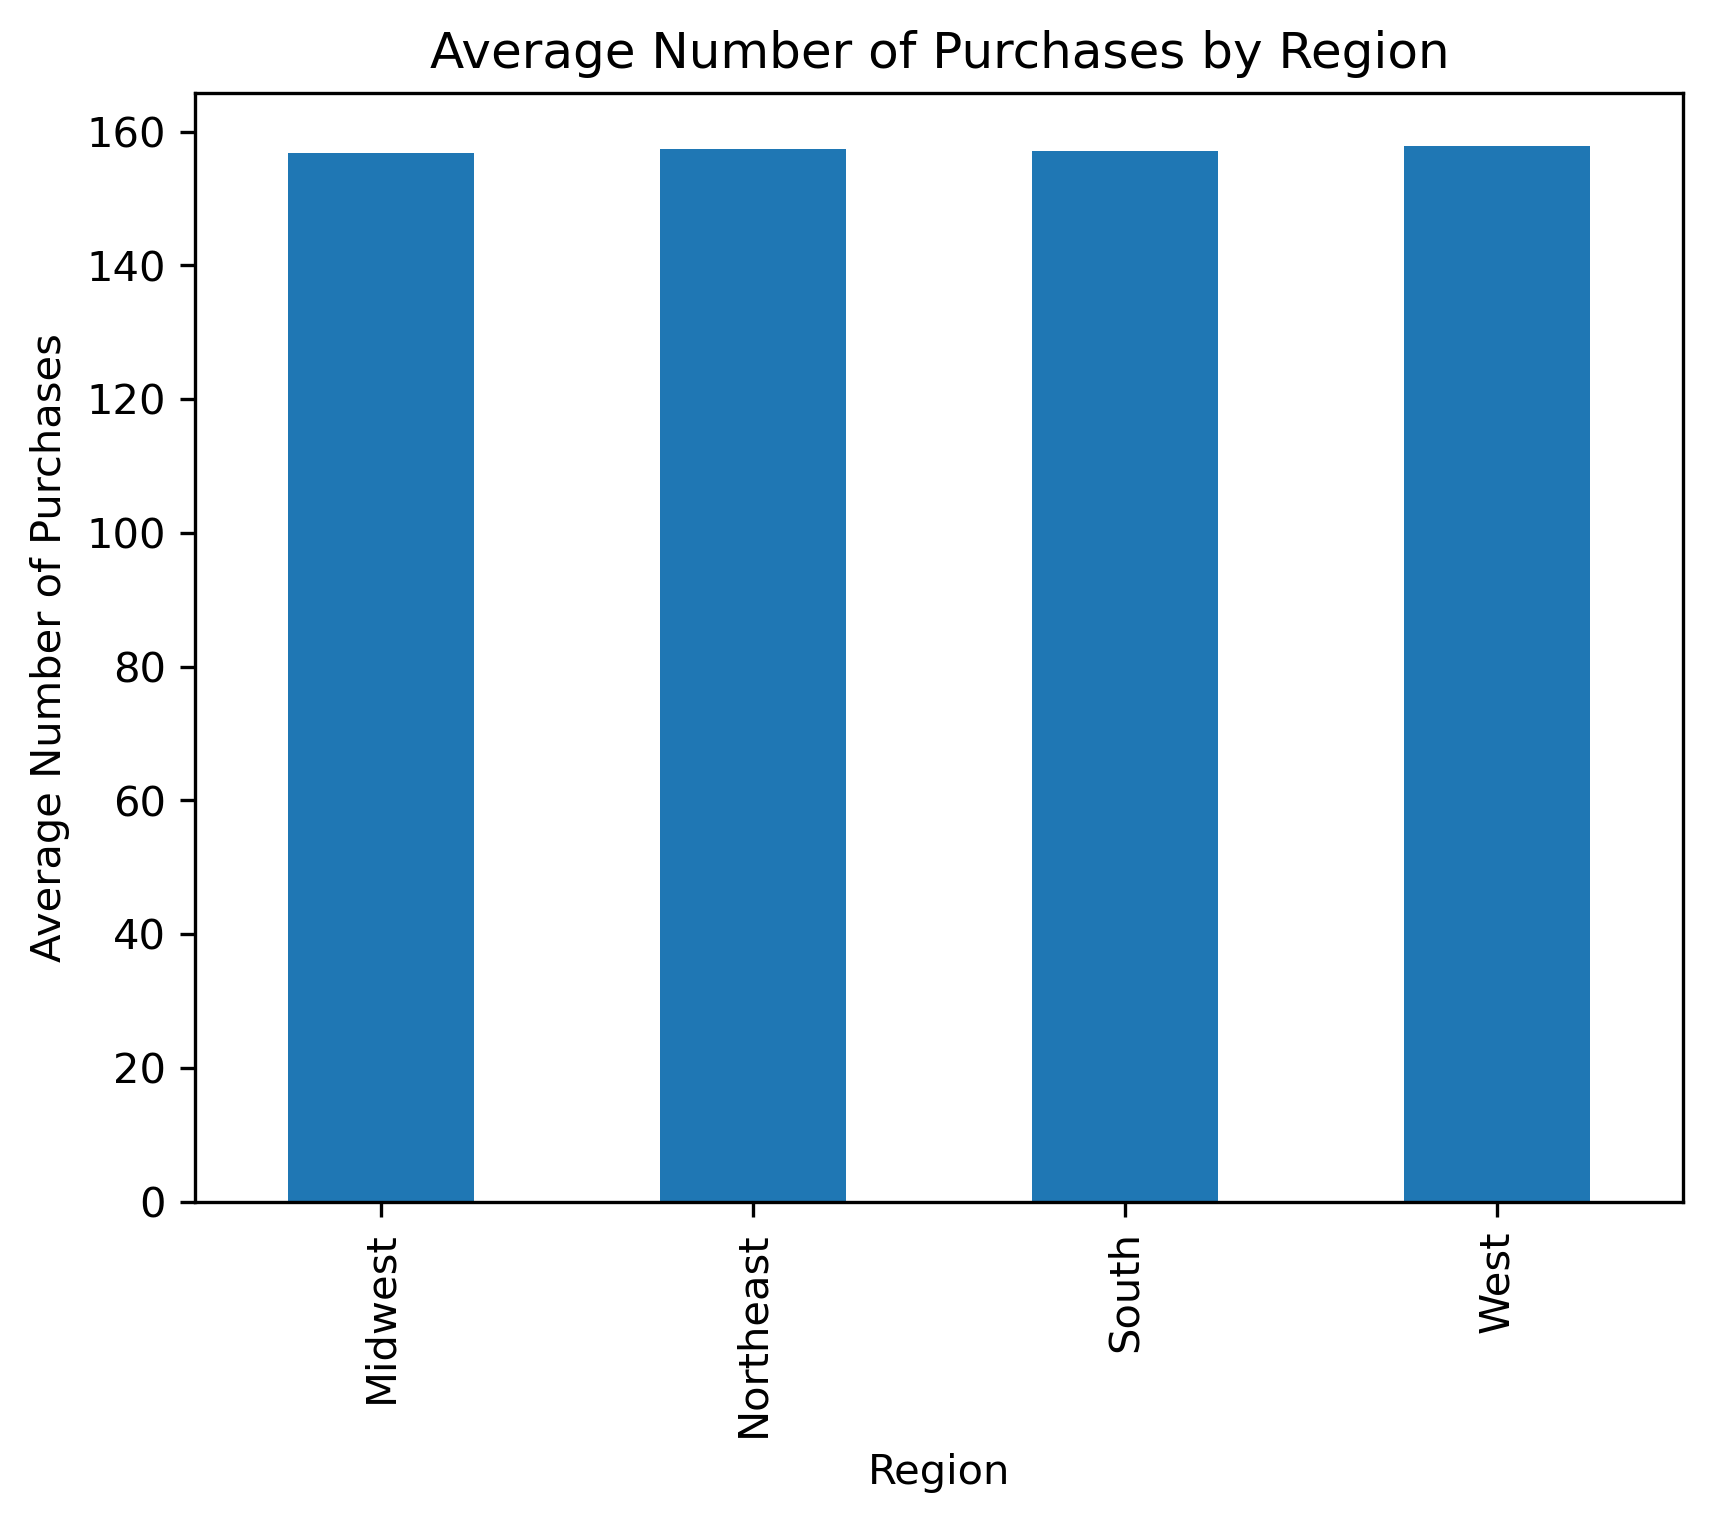 Average Number of Purchases by Region
Average Number of Purchases
160
140
120
100
80
60
40
20
0
Midwest
Northeast
South
West
Region